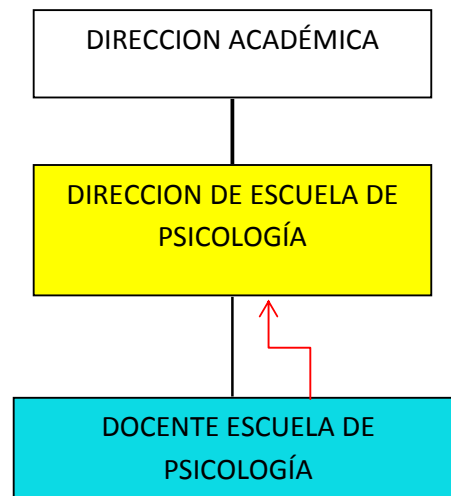 DIRECCION ACADÉMICA
DIRECCION DE ESCUELA DE
PSICOLOGÍA
DOCENTE ESCUELA DE
PSICOLOGÍA